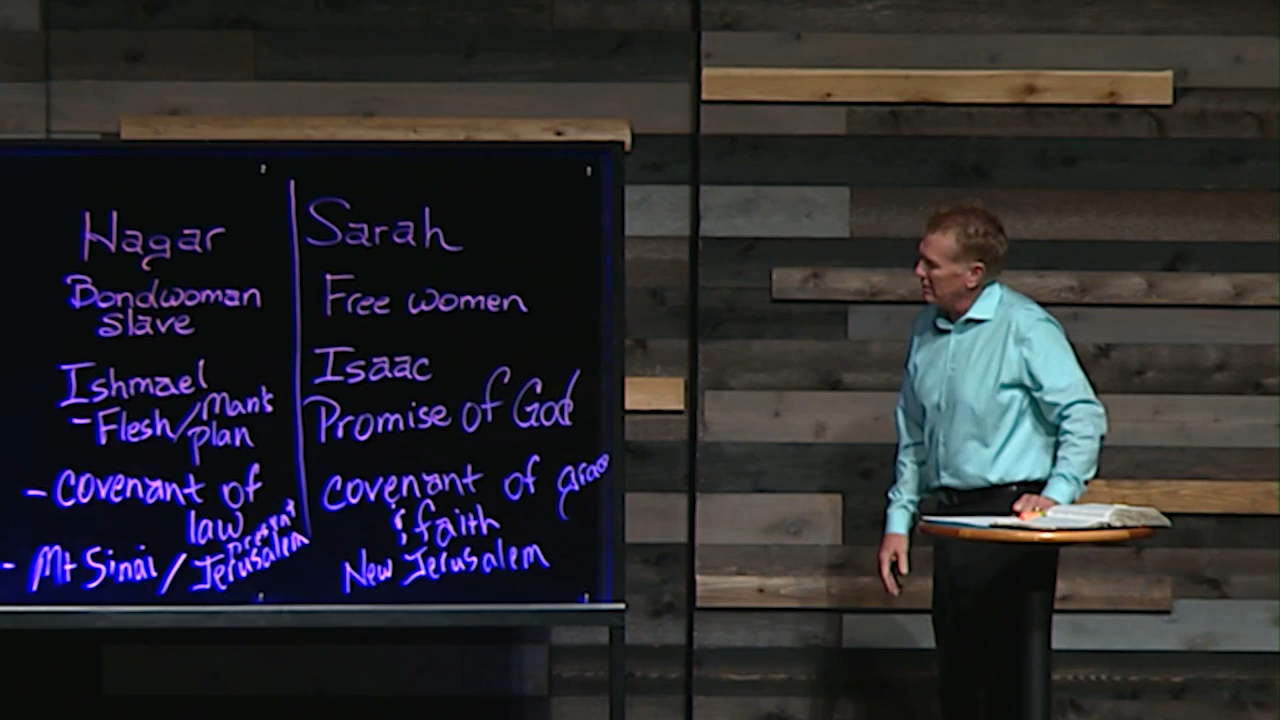 Hagar
Bondwoman
slave
Ishmael
- Flesh/Man's
plan
- covenant of
law
- Mt Sinai / Present
Jerusalem
Sarah
Free women
Isaac
Promise of God
covenant of grace
& faith
New Jerusalem